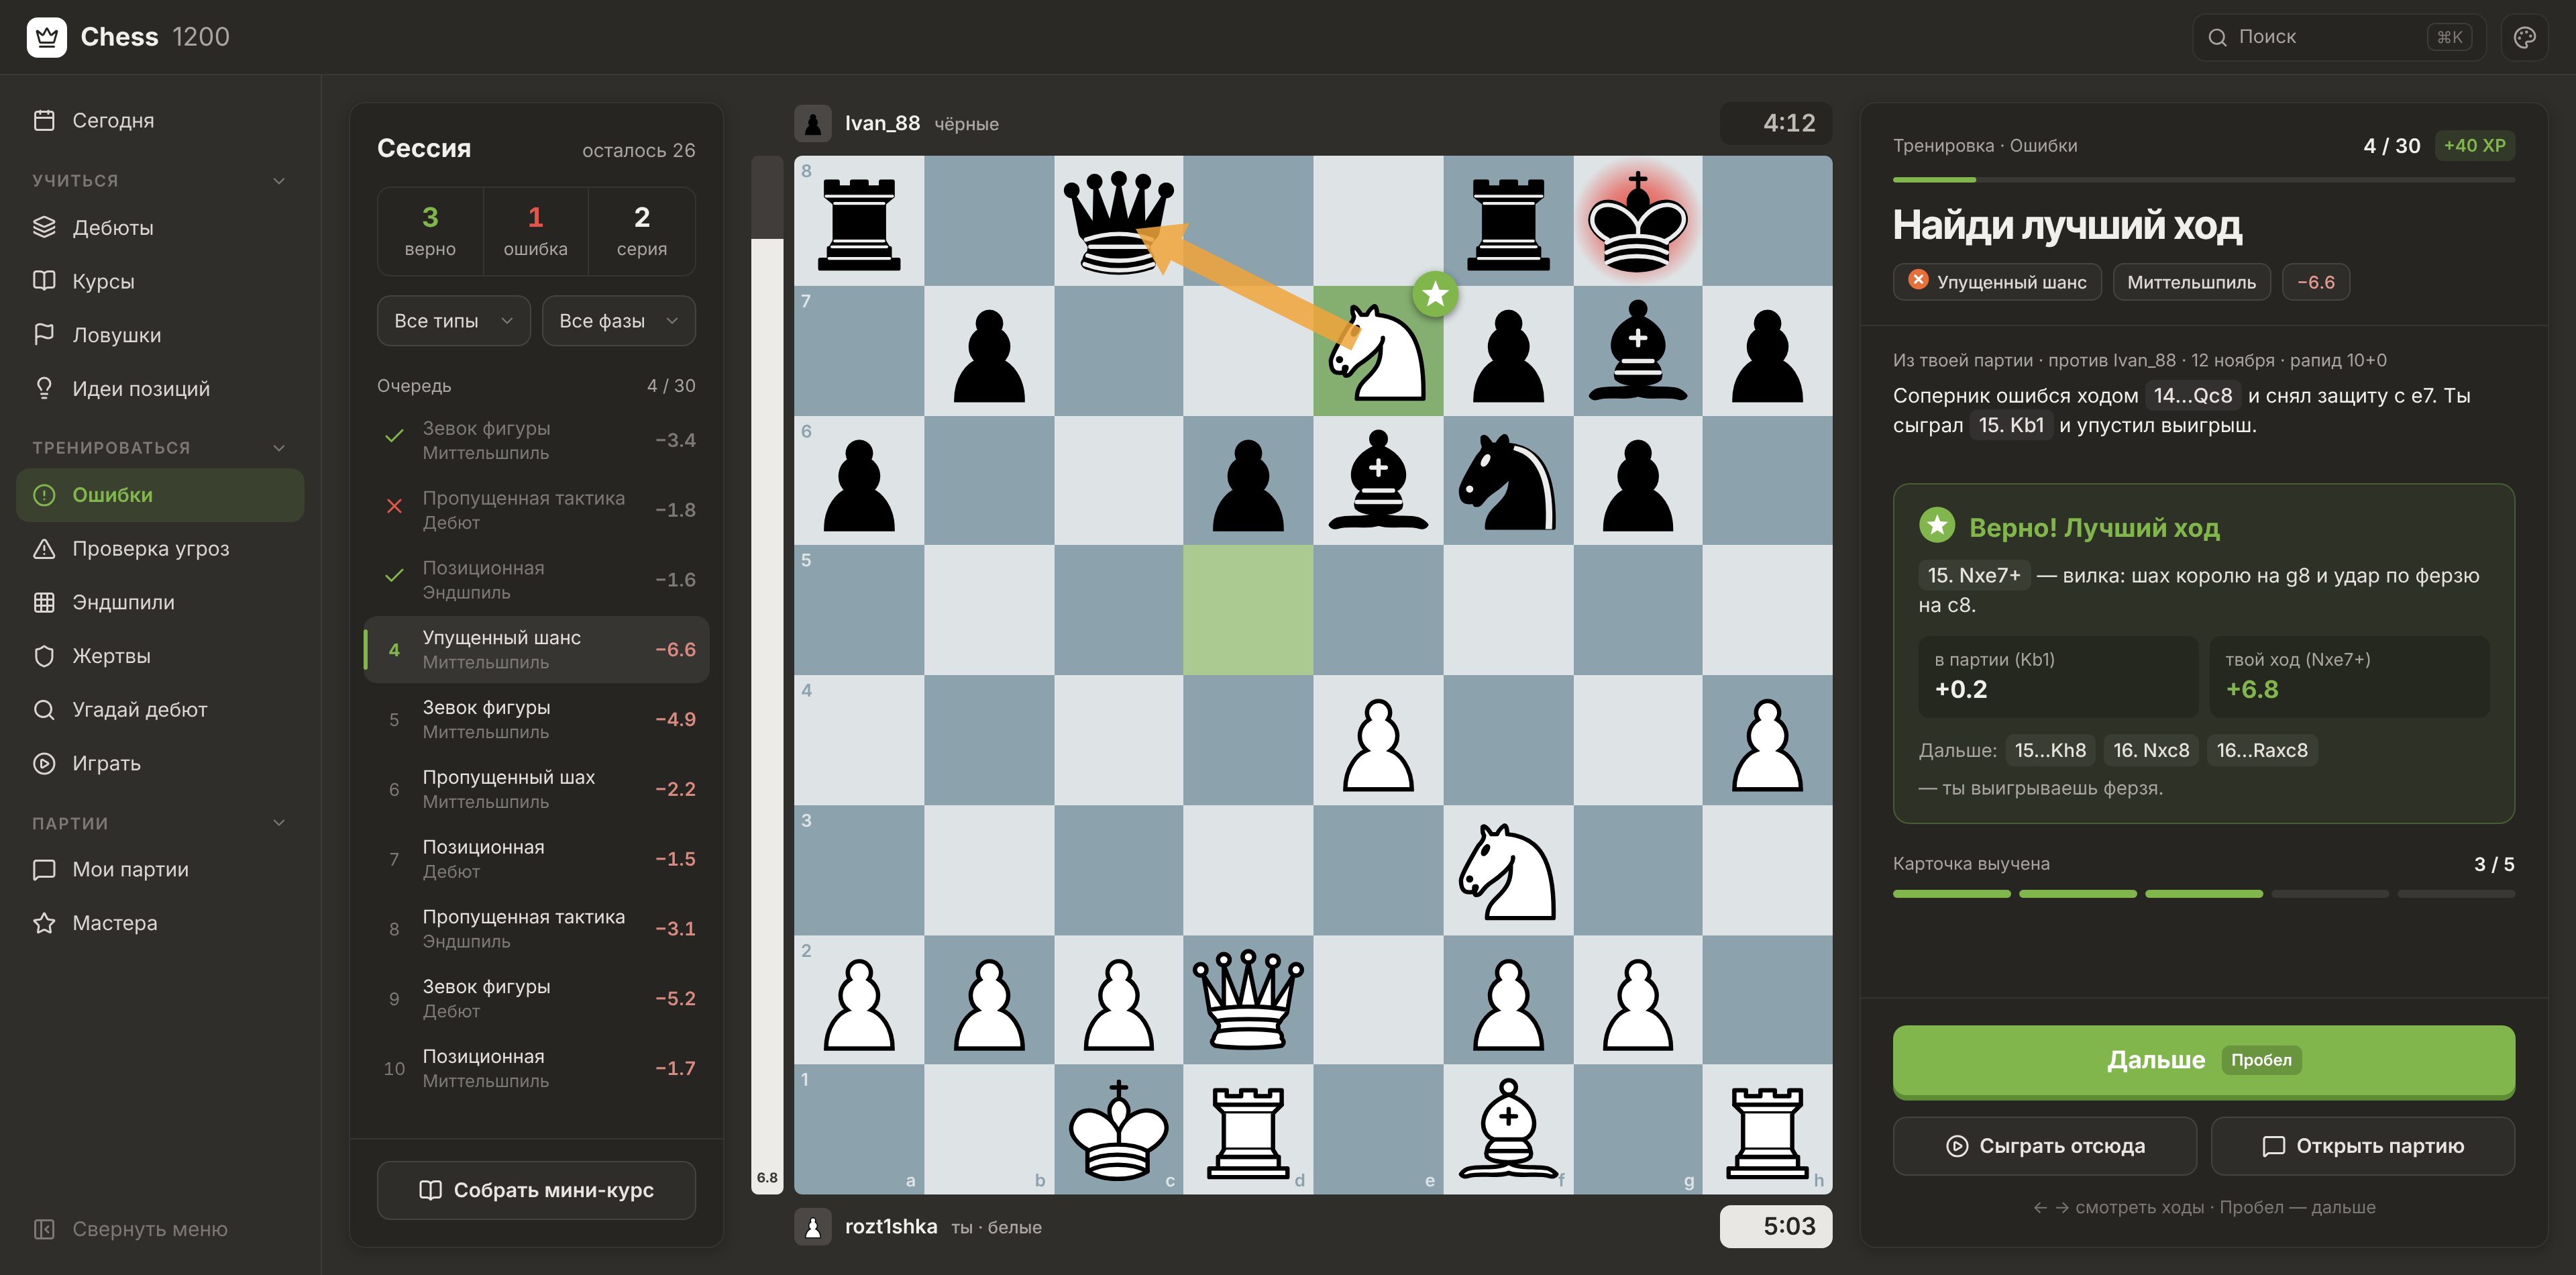 Chess 1200
Поиск ⌘K
Сегодня
УЧИТЬСЯ
Дебюты
Курсы
Ловушки
Идеи позиций
ТРЕНИРОВАТЬСЯ
Ошибки
Проверка угроз
Эндшпили
Жертвы
Угадай дебют
Играть
ПАРТИИ
Мои партии
Мастера
Свернуть меню
Сессия осталось 26
3 1 2
верно ошибка серия
Все типы Все фазы
Очередь 4 / 30
Зевок фигуры
Миттельшпиль −3.4
Пропущенная тактика
Дебют −1.8
Позиционная
Эндшпиль −1.6
4 Упущенный шанс
Миттельшпиль −6.6
5 Зевок фигуры
Миттельшпиль −4.9
6 Пропущенный шах
Миттельшпиль −2.2
7 Позиционная
Дебют −1.5
8 Пропущенная тактика
Эндшпиль −3.1
9 Зевок фигуры
Дебют −5.2
10 Позиционная
Миттельшпиль −1.7
Собрать мини-курс
Ivan_88 чёрные 4:12
8
7
6
5
4
3
2
1
a b c d e f g h
6.8
rozt1shka ты · белые 5:03
Тренировка · Ошибки 4 / 30 +40 XP
Найди лучший ход
Упущенный шанс Миттельшпиль −6.6
Из твоей партии · против Ivan_88 · 12 ноября · рапид 10+0
Соперник ошибся ходом 14...Qc8 и снял защиту с e7. Ты
сыграл 15. Kb1 и упустил выигрыш.
Верно! Лучший ход
15. Nxe7+ — вилка: шах королю на g8 и удар по ферзю
на c8.
в партии (Kb1) твой ход (Nxe7+)
+0.2 +6.8
Дальше: 15...Kh8 16. Nxc8 16...Raxc8
— ты выигрываешь ферзя.
Карточка выучена 3 / 5
Дальше Пробел
Сыграть отсюда Открыть партию
← → смотреть ходы · Пробел — дальше